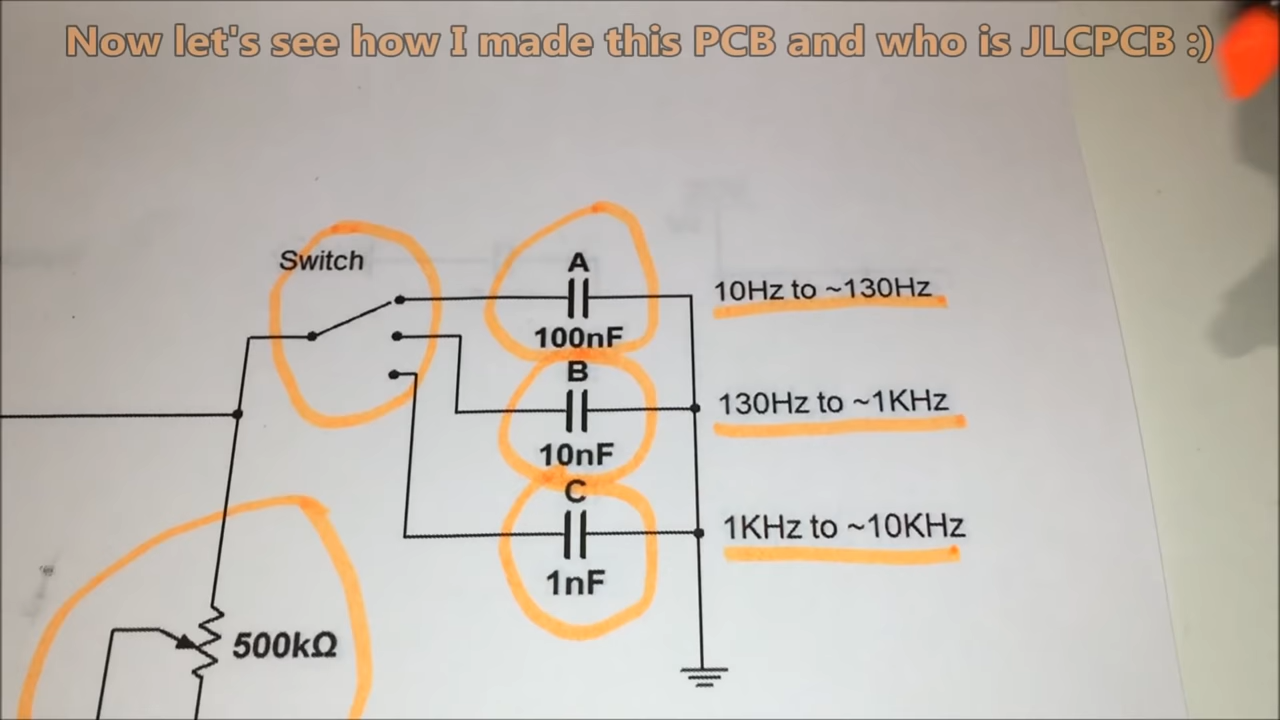 Now let's see how I made this PCB and who is JLCPCB :)
Switch
A
100nF
10Hz to ~130Hz
B
10nF
130Hz to ~1KHz
C
1nF
1KHz to ~10KHz
500kΩ